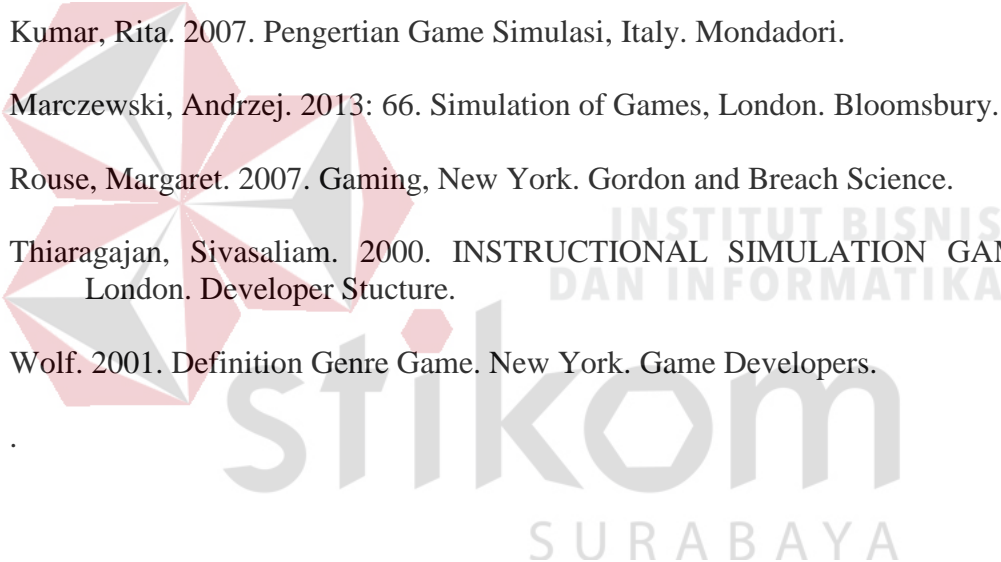 Kumar, Rita. 2007. Pengertian Game Simulasi, Italy. Mondadori.
Marczewski, Andrzej. 2013: 66. Simulation of Games, London. Bloomsbury.
Rouse, Margaret. 2007. Gaming, New York. Gordon and Breach Science.
INSTITUT BISNIS
Thiaragajan, Sivasaliam. 2000. INSTRUCTIONAL SIMULATION GAM
DAN INFORMATIKA
London. Developer Stucture.
Wolf. 2001. Definition Genre Game. New York. Game Developers.
stikom
.
SURABAYA